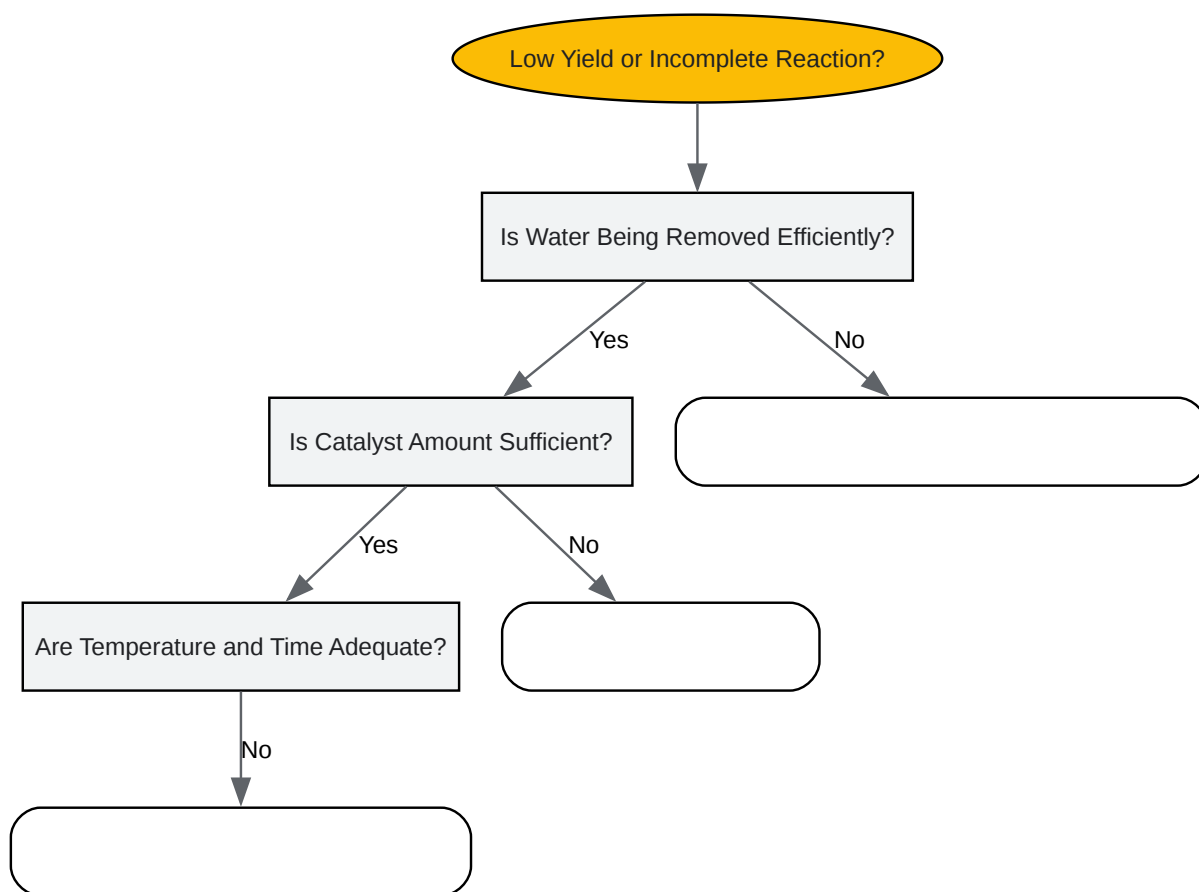 Low Yield or Incomplete Reaction?
Is Water Being Removed Efficiently?
Yes
No
Is Catalyst Amount Sufficient?
Yes
No
Are Temperature and Time Adequate?
No